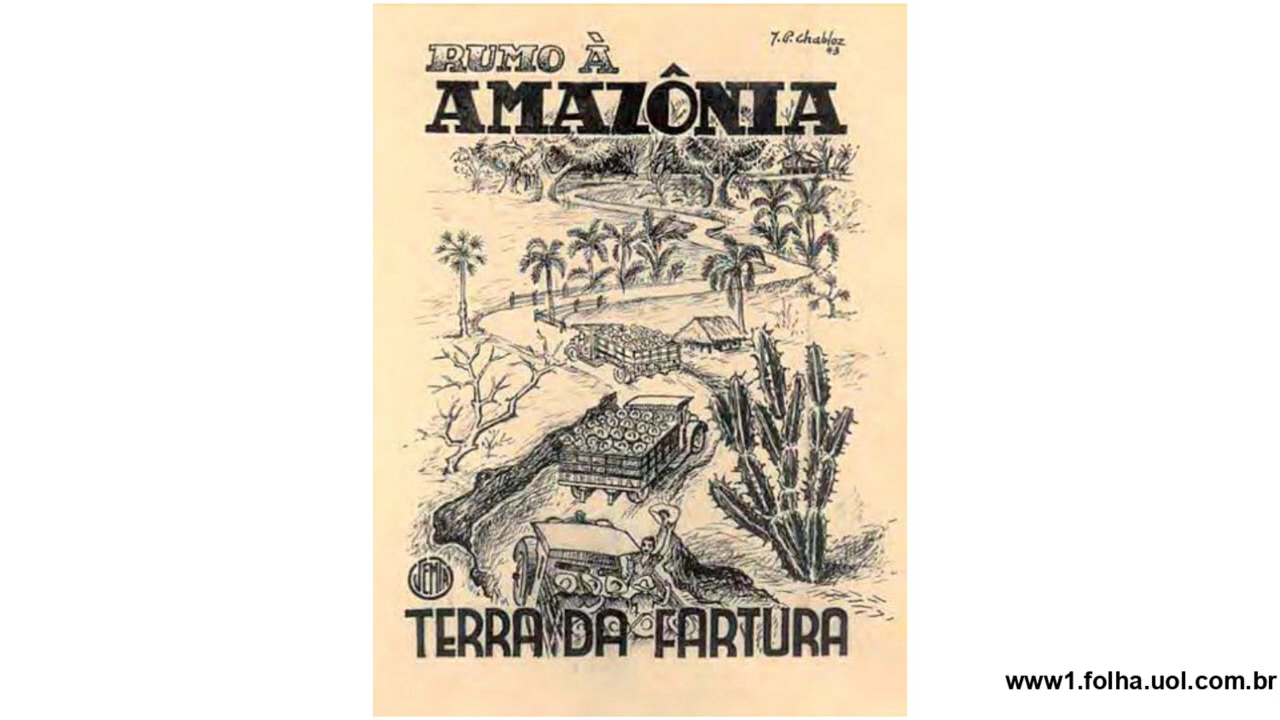 J.P. Chabloz
43
RUMO À
AMAZÔNIA
SEMTA
TERRA DA FARTURA
www1.folha.uol.com.br